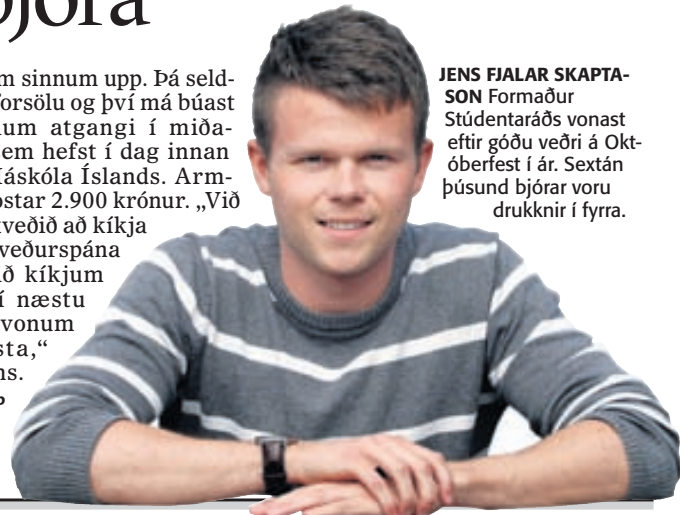 bjóra
m sinnum upp. Þá seld-
forsölu og því má búast
um atgangi í miða-
sem hefst í dag innan
Háskóla Íslands. Arm-
ostar 2.900 krónur. „Við
kveðið að kíkja
veðurspána
ð kíkjum
í næstu
vonum
sta,“
ns.
JENS FJALAR SKAPTA-
SON Formaður
Stúdentaráðs vonast
eftir góðu veðri á Okt-
óberfest í ár. Sextán
þúsund bjórar voru
drukknir í fyrra.